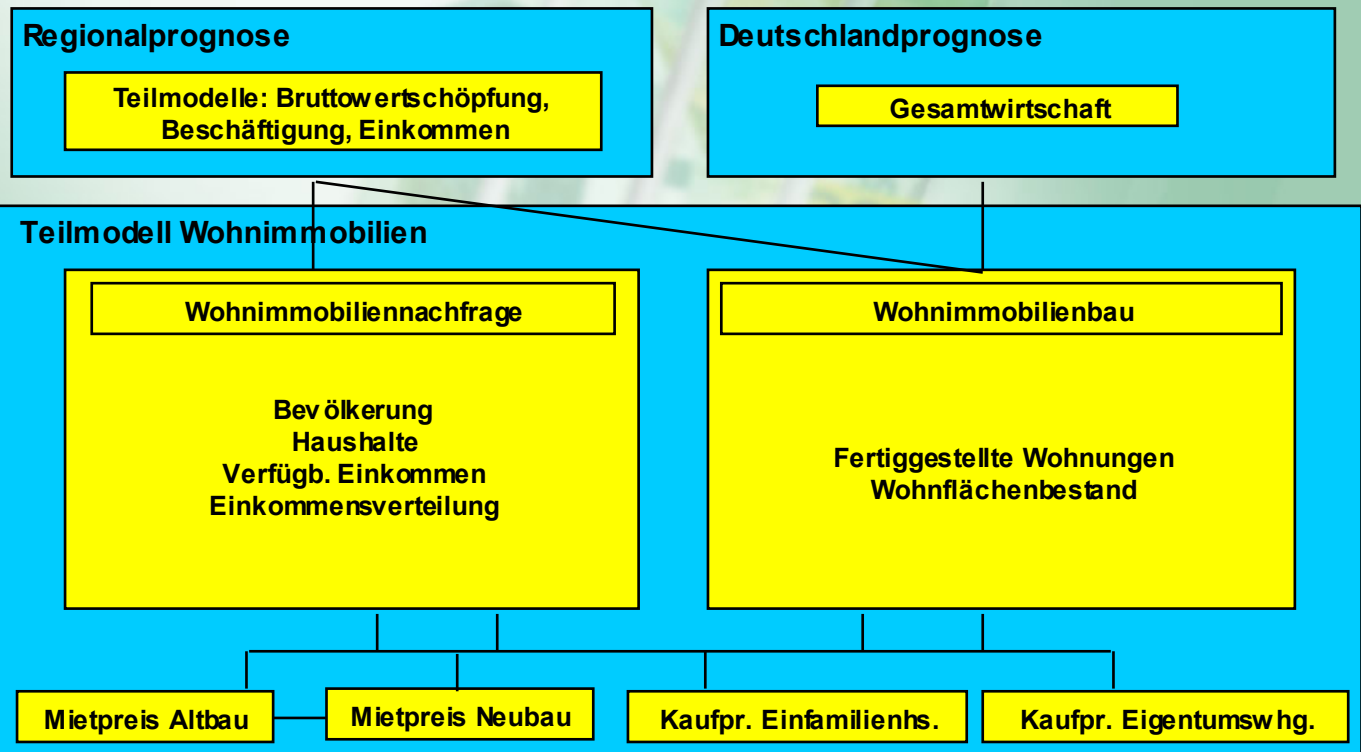 Regionalprognose
Teilmodelle: Bruttowertschöpfung,
Beschäftigung, Einkommen
Deutschlandprognose
Gesamtwirtschaft
Teilmodell Wohnimmobilien
Wohnimmobiliennachfrage
Bevölkerung
Haushalte
Verfügb. Einkommen
Einkommensverteilung
Wohnimmobilienbau
Fertiggestellte Wohnungen
Wohnflächenbestand
Mietpreis Altbau
Mietpreis Neubau
Kaufpr. Einfamilienhs.
Kaufpr. Eigentumswhg.